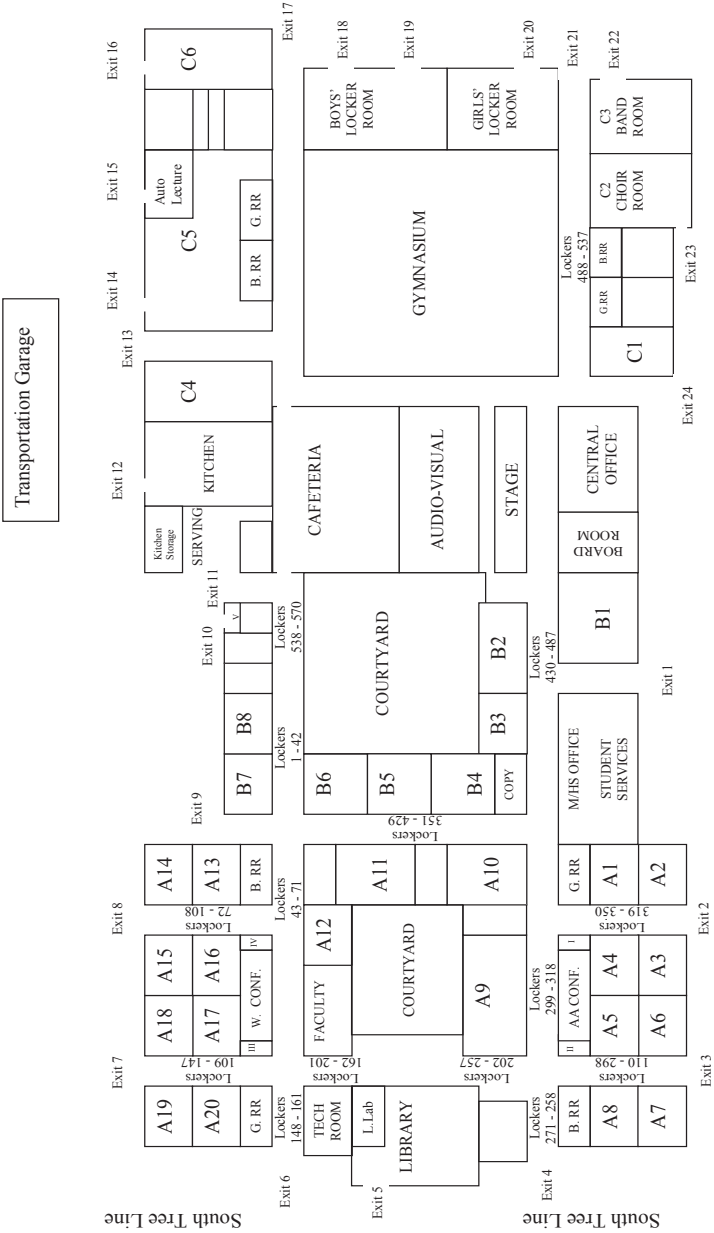 Transportation Garage
Exit 16
Exit 15
Exit 14
Exit 13
Exit 12
Exit 11
Exit 10
Exit 9
Exit 8
Exit 7
Exit 17
C6
Auto
Lecture
C5
G. RR
B. RR
C4
KITCHEN
Kitchen
Storage
SERVING
V
B8
B7
A14
A13
B. RR
Lockers
72 - 108
A15
A16
IV
A18
A17
W. CONF.
III
Lockers
109 - 147
A19
A20
G. RR
South Tree Line
Exit 18
Exit 19
Exit 20
Exit 21
Exit 22
BOYS'
LOCKER
ROOM
GIRLS'
LOCKER
ROOM
GYMNASIUM
CAFETERIA
AUDIO-VISUAL
STAGE
Lockers
538 - 570
Lockers
1 - 42
COURTYARD
B2
B3
B6
B5
B4
COPY
Lockers
351 - 429
Lockers
43 - 71
A11
A10
A12
FACULTY
COURTYARD
A9
Lockers
162 - 201
Lockers
202 - 257
Lockers
148 - 161
TECH
ROOM
L.Lab
LIBRARY
Exit 6
Exit 5
Exit 4
Lockers
488 - 537
C3
BAND
ROOM
C2
CHOIR
ROOM
B.RR
G.RR
C1
Exit 23
Exit 24
CENTRAL
OFFICE
BOARD
ROOM
B1
Lockers
430 - 487
Exit 1
M/HS OFFICE
STUDENT
SERVICES
G. RR
A1
A2
Exit 2
Lockers
319 - 350
Lockers
299 - 318
I
AA CONF.
II
A4
A3
A5
A6
Lockers
110 - 298
Exit 3
Lockers
271 - 258
B. RR
A8
A7
South Tree Line